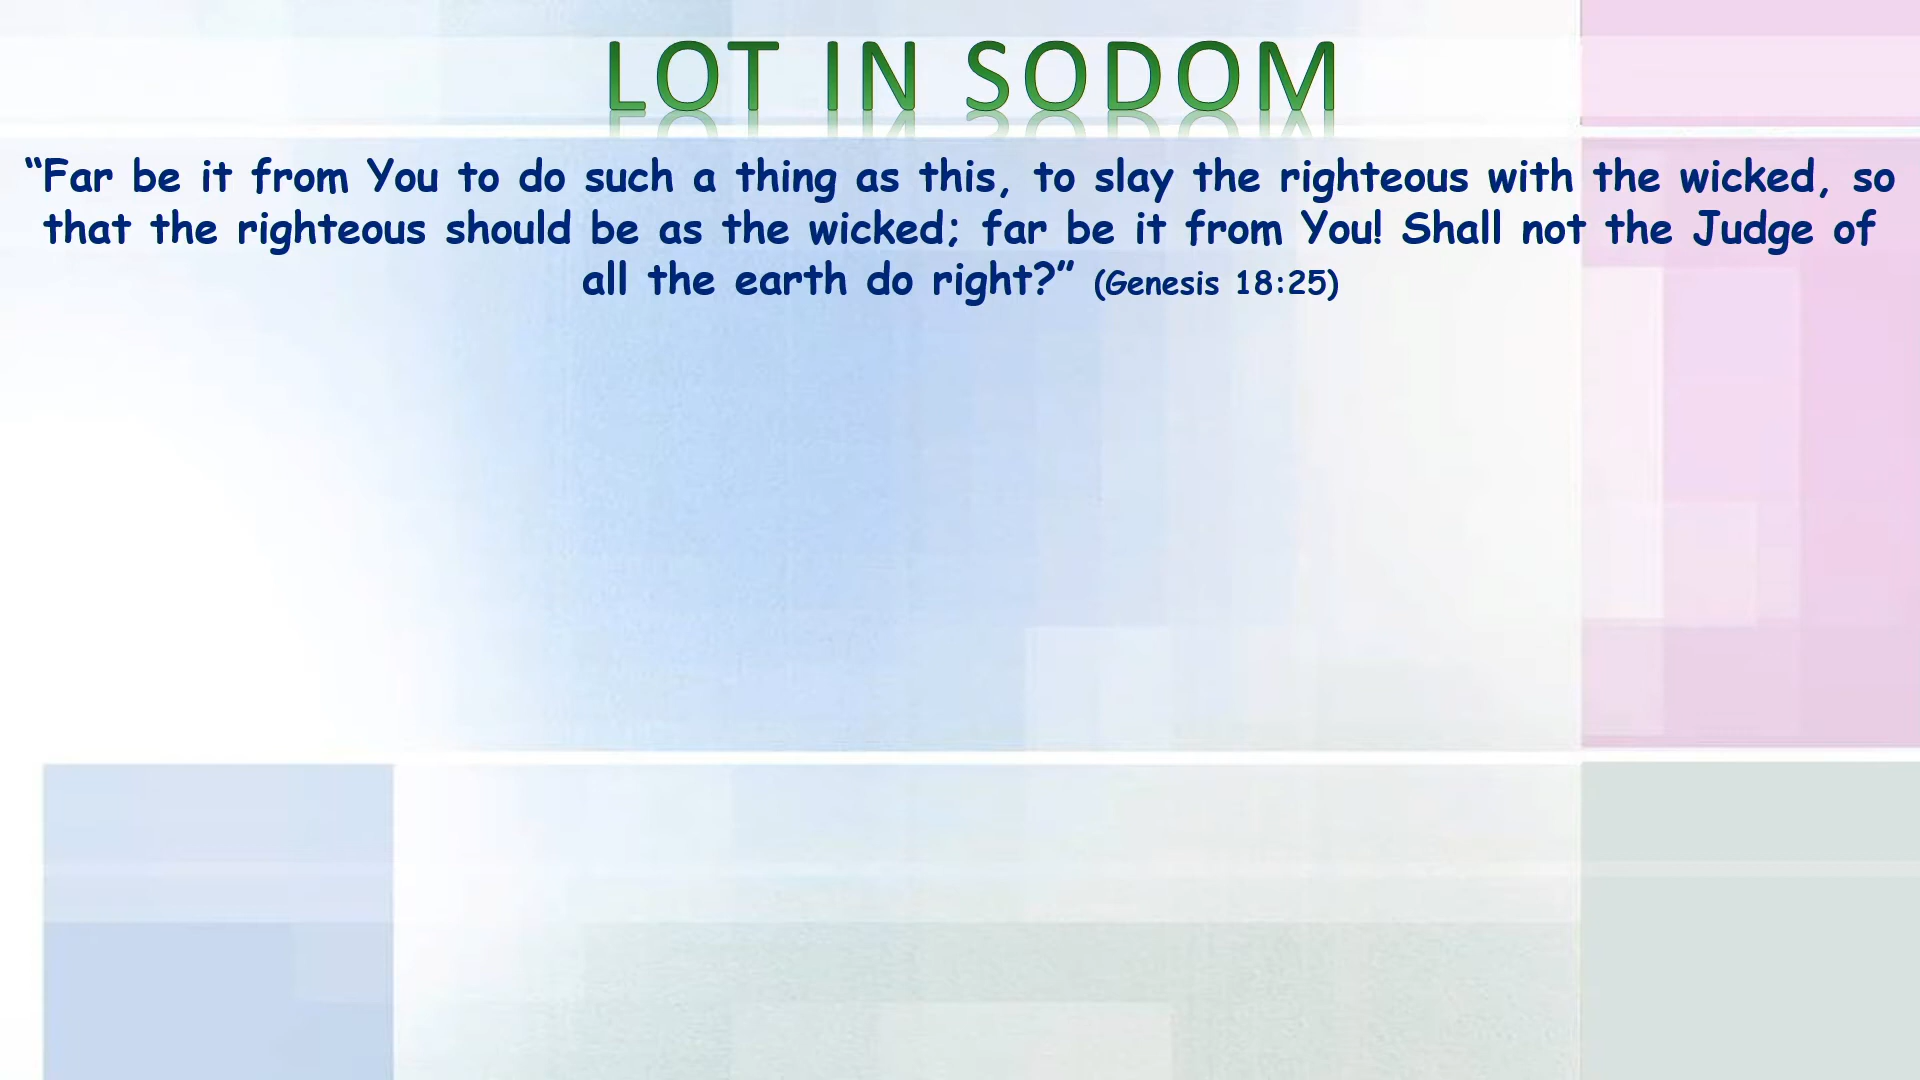 LOT IN SODOM
“Far be it from You to do such a thing as this, to slay the righteous with the wicked, so
that the righteous should be as the wicked; far be it from You! Shall not the Judge of
all the earth do right?” (Genesis 18:25)